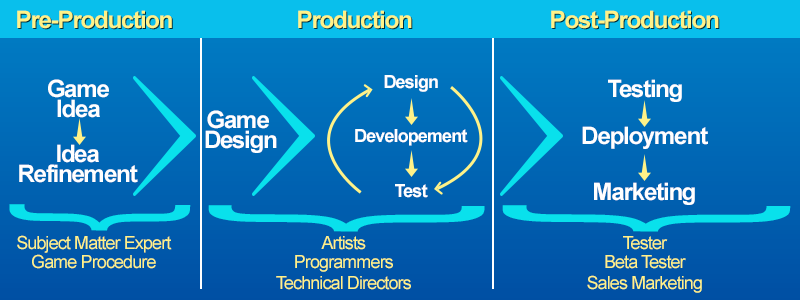 Pre-Production
Production
Post-Production
Game
Idea
Idea
Refinement
Subject Matter Expert
Game Procedure
Game
Design
Design
Developement
Test
Artists
Programmers
Technical Directors
Testing
Deployment
Marketing
Tester
Beta Tester
Sales Marketing